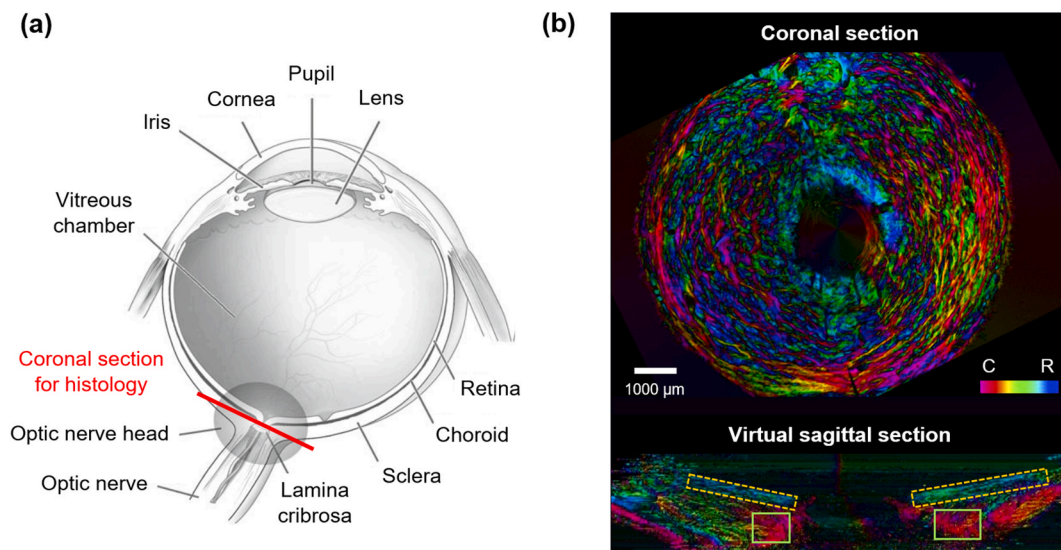 (a)
Pupil
Cornea
Lens
Iris
Vitreous
chamber
Coronal section
for histology
Retina
Optic nerve head
Choroid
Sclera
Optic nerve
Lamina
cribrosa
(b)
Coronal section
C R
1000 µm
Virtual sagittal section